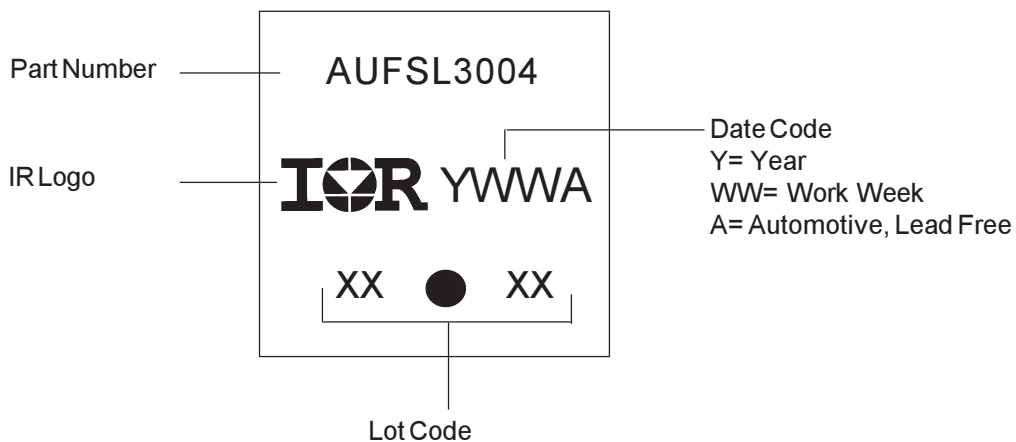 Part Number
AUFSL3004
IR Logo
IOR YWWA
Date Code
Y= Year
WW= Work Week
A= Automotive, Lead Free
XX XX
Lot Code